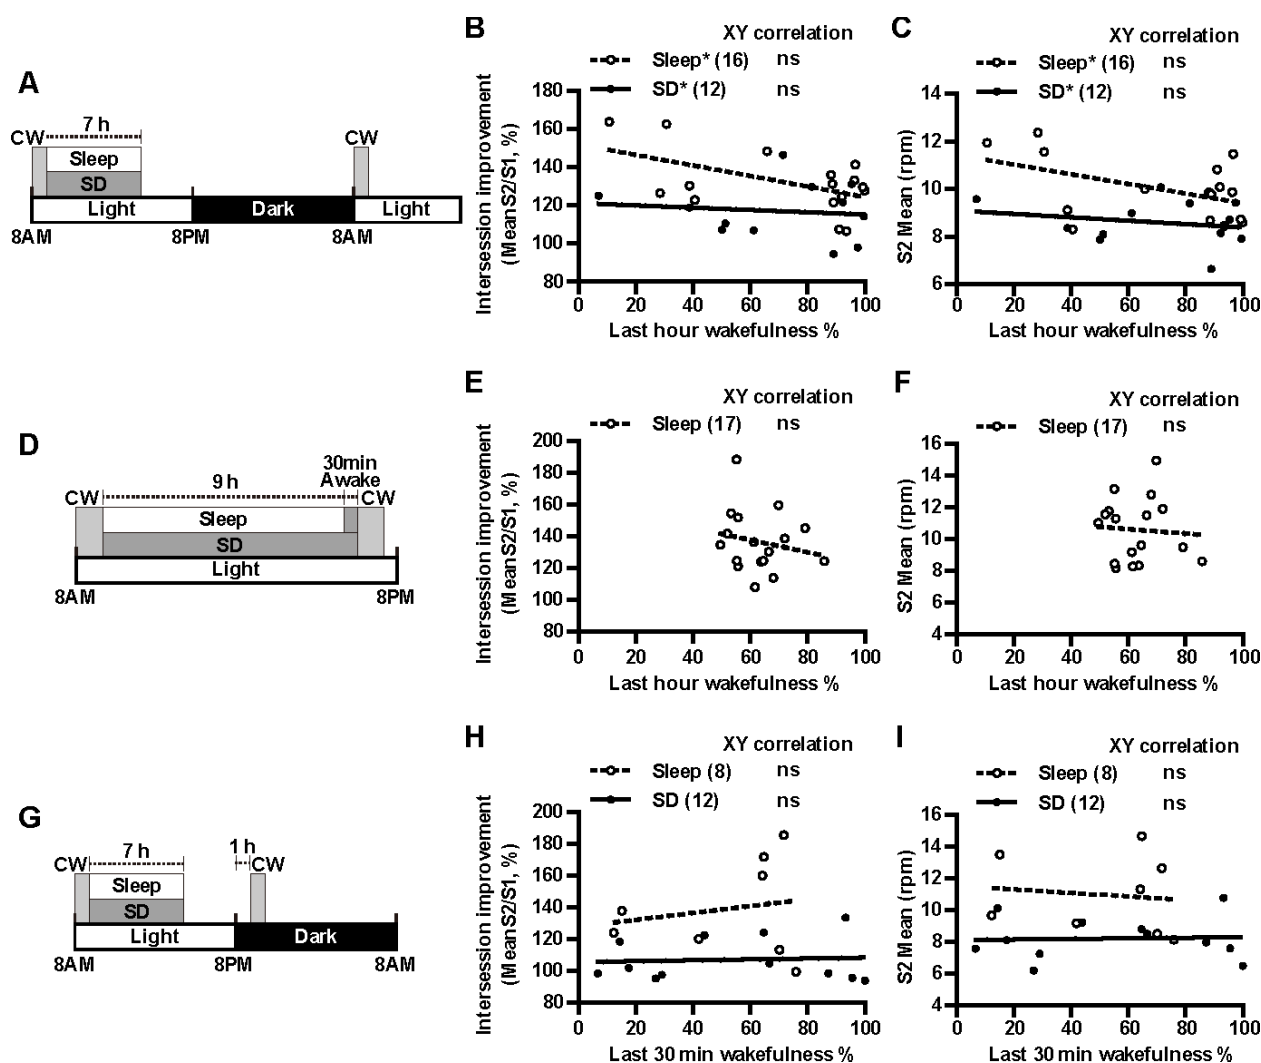 A
7 h
CW
CW
Sleep
SD
Light
Dark
Light
8AM
8PM
8AM
B
XY correlation
Sleep* (16) ns
SD* (12) ns
Intersession improvement
(MeanS2/S1, %)
180
160
140
120
100
80
0 20 40 60 80 100
Last hour wakefulness %
C
XY correlation
Sleep* (16) ns
SD* (12) ns
S2 Mean (rpm)
14
12
10
8
6
0 20 40 60 80 100
Last hour wakefulness %
D
30min
Awake
CW
9 h
CW
Sleep
SD
Light
8AM
8PM
E
XY correlation
Sleep (17) ns
Intersession improvement
(MeanS2/S1, %)
200
180
160
140
120
100
80
0 20 40 60 80 100
Last hour wakefulness %
F
XY correlation
Sleep (17) ns
S2 Mean (rpm)
16
14
12
10
8
6
4
0 20 40 60 80 100
Last hour wakefulness %
G
7 h
1 h
CW
CW
Sleep
SD
Light
Dark
8AM
8PM
8AM
H
XY correlation
Sleep (8) ns
SD (12) ns
Intersession improvement
(MeanS2/S1, %)
200
180
160
140
120
100
80
0 20 40 60 80 100
Last 30 min wakefulness %
I
XY correlation
Sleep (8) ns
SD (12) ns
S2 Mean (rpm)
16
14
12
10
8
6
4
0 20 40 60 80 100
Last 30 min wakefulness %